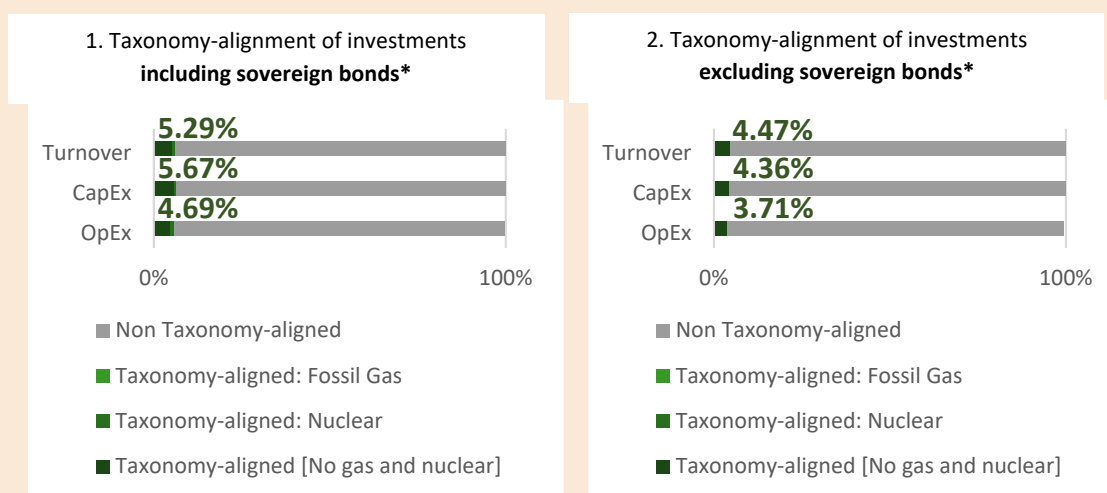 1. Taxonomy-alignment of investments
including sovereign bonds*
5.29%
Turnover
5.67%
CapEx
4.69%
OpEx
0%
100%
Non Taxonomy-aligned
Taxonomy-aligned: Fossil Gas
Taxonomy-aligned: Nuclear
Taxonomy-aligned [No gas and nuclear]
2. Taxonomy-alignment of investments
excluding sovereign bonds*
4.47%
Turnover
4.36%
CapEx
3.71%
OpEx
0%
100%
Non Taxonomy-aligned
Taxonomy-aligned: Fossil Gas
Taxonomy-aligned: Nuclear
Taxonomy-aligned [No gas and nuclear]